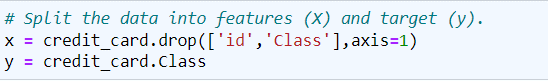 # Split the data into features (X) and target (y).
x = credit_card.drop(['id','Class'],axis=1)
y = credit_card.Class